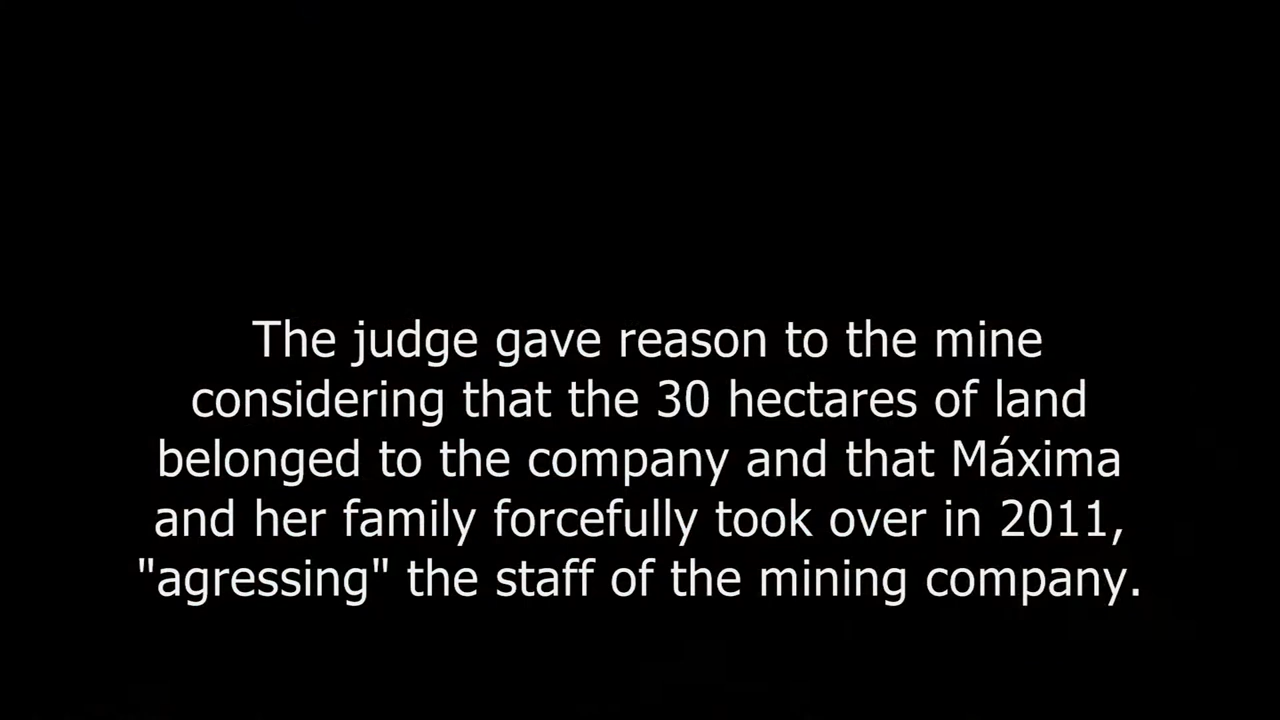 The judge gave reason to the mine
considering that the 30 hectares of land
belonged to the company and that Máxima
and her family forcefully took over in 2011,
"agressing" the staff of the mining company.